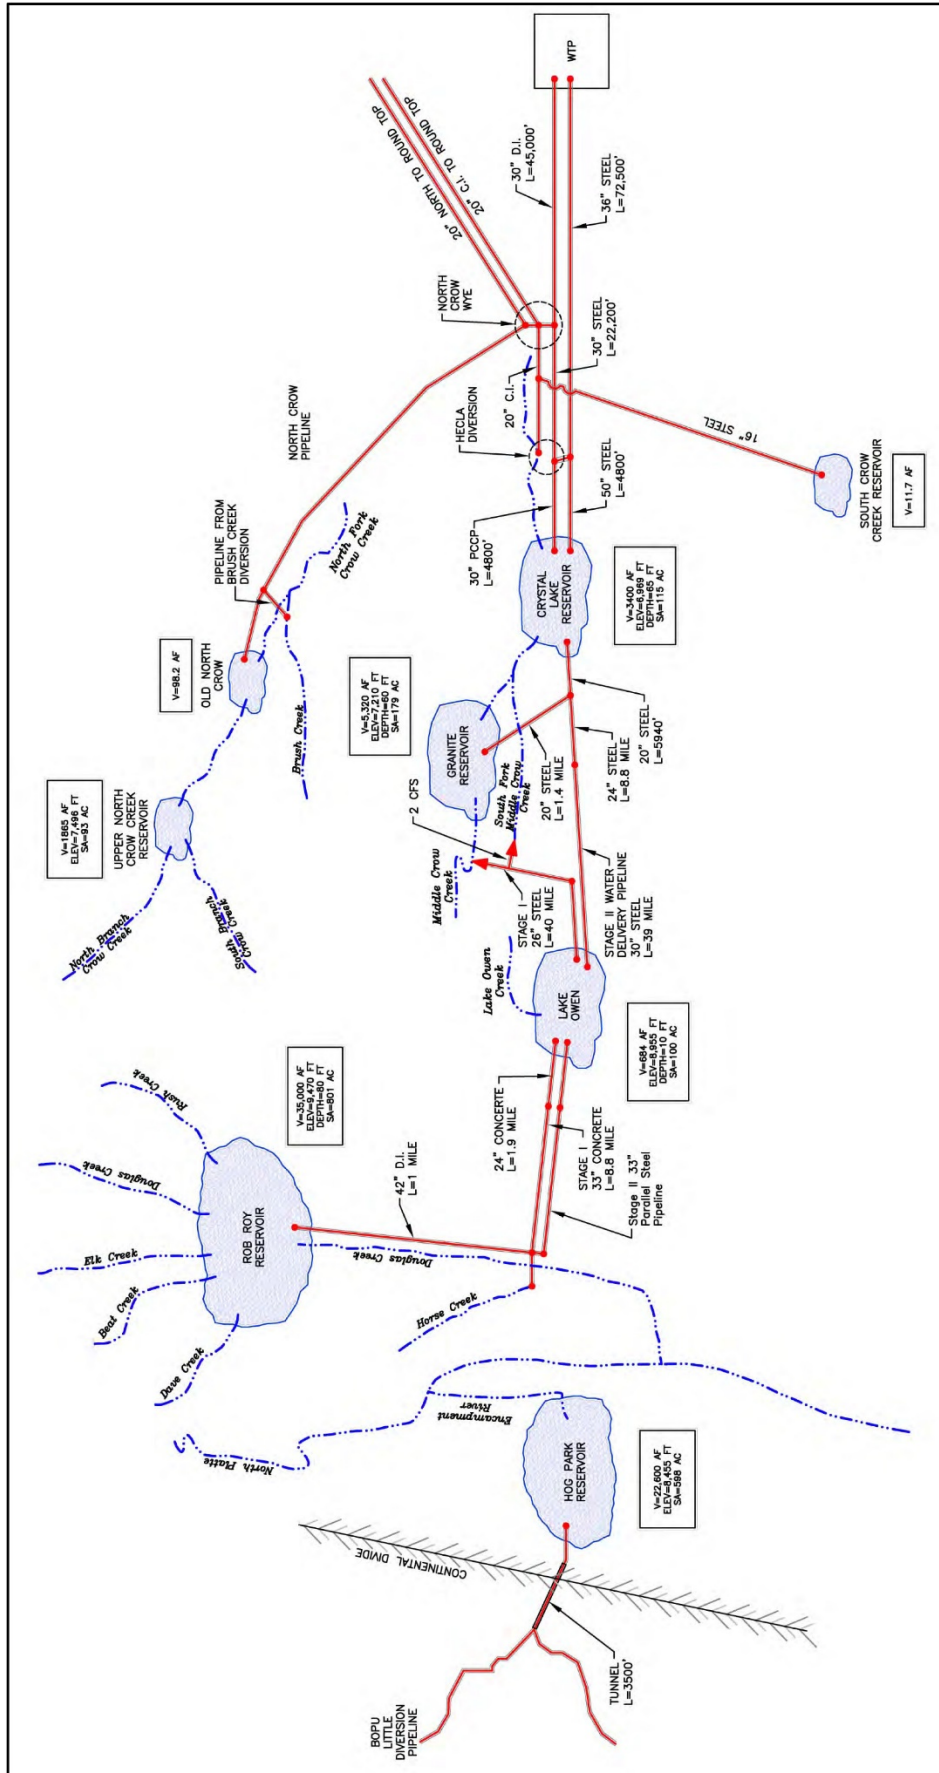 BOPU
LITTLE
DIVERSION
PIPELINE
TUNNEL
L=3500'
CONTINENTAL DIVIDE
HOG PARK
RESERVOIR
V=22,600 AF
ELEV=8,455 FT
SA=598 AC
North Platte
Encampment
River
Horse Creek
Dave Creek
Beat Creek
Elk Creek
Douglas Creek
Rush Creek
ROB ROY
RESERVOIR
V=35,000 AF
ELEV=9,470 FT
DEPTH=80 FT
SA=801 AC
Douglas Creek
42" D.I.
L=1 MILE
24" CONCERTE
L=1.9 MILE
STAGE I
33" CONCRETE
L=8.8 MILE
Stage II 33"
Parallel Steel
Pipeline
LAKE
OWEN
V=684 AF
ELEV=8,955 FT
DEPTH=10 FT
SA=100 AC
Lake Owen
Creek
North Branch
Crow Creek
South Branch
Crow Creek
UPPER NORTH
CROW CREEK
RESERVOIR
V=1865 AF
ELEV=7,496 FT
SA=93 AC
Middle Crow
Creek
STAGE I
26" STEEL
L=40 MILE
2 CFS
South Fork
Middle Crow
Creek
STAGE II WATER
DELIVERY PIPELINE
30" STEEL
L=39 MILE
20" STEEL
L=1.4 MILE
24" STEEL
L=8.8 MILE
20" STEEL
L=5940'
GRANITE
RESERVOIR
V=5,320 AF
ELEV=7,210 FT
DEPTH=60 FT
SA=179 AC
Brush Creek
OLD NORTH
CROW
V=98.2 AF
PIPELINE FROM
BRUSH CREEK
DIVERSION
North Fork
Crow Creek
CRYSTAL
LAKE
RESERVOIR
V=3400 AF
ELEV=6,969 FT
DEPTH=65 FT
SA=115 AC
30" PCCP
L=4800'
50" STEEL
L=4800'
HECLA
DIVERSION
20" C.I.
NORTH CROW
PIPELINE
SOUTH CROW
CREEK RESERVOIR
V=11.7 AF
16" STEEL
30" STEEL
L=22,200'
NORTH
CROW
WYE
20" NORTH TO ROUND TOP
20" C.I. TO ROUND TOP
30" D.I.
L=45,000'
36" STEEL
L=72,500'
WTP